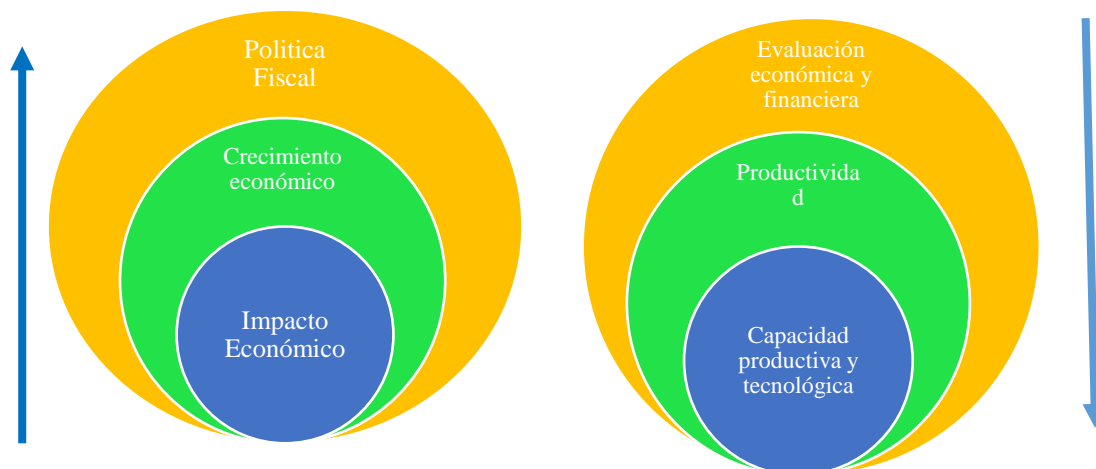 Politica
Fiscal
Crecimiento
económico
Impacto
Económico
Evaluación
económica y
financiera
Productivida
d
Capacidad
productiva y
tecnológica